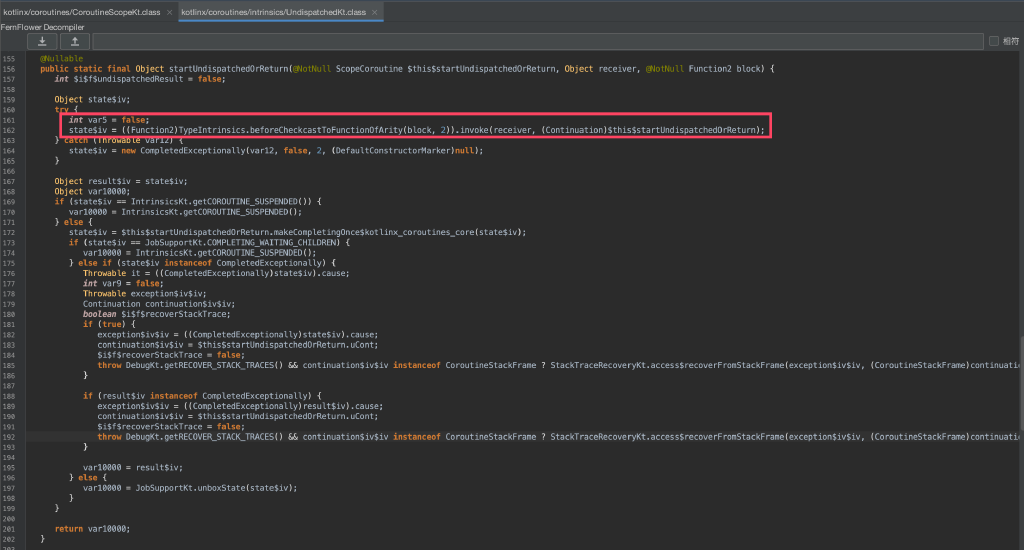 kotlinx/coroutines/CoroutineScopeKt.class × kotlinx/coroutines/intrinsics/UndispatchedKt.class ×
FernFlower Decompiler
相符
155 @Nullable
156 public static final Object startUndispatchedOrReturn(@NotNull ScopeCoroutine $this$startUndispatchedOrReturn, Object receiver, @NotNull Function2 block) {
157 int $i$f$undispatchedResult = false;
158
159 Object state$iv;
160 try {
161 int var5 = false;
162 state$iv = ((Function2)TypeIntrinsics.beforeCheckcastToFunctionOfArity(block, 2)).invoke(receiver, (Continuation)$this$startUndispatchedOrReturn);
163 } catch (Throwable var12) {
164 state$iv = new CompletedExceptionally(var12, false, 2, (DefaultConstructorMarker)null);
165 }
166
167 Object result$iv = state$iv;
168 Object var10000;
169 if (state$iv == IntrinsicsKt.getCOROUTINE_SUSPENDED()) {
170 var10000 = IntrinsicsKt.getCOROUTINE_SUSPENDED();
171 } else {
172 state$iv = $this$startUndispatchedOrReturn.makeCompletingOnce$kotlinx_coroutines_core(state$iv);
173 if (state$iv == JobSupportKt.COMPLETING_WAITING_CHILDREN) {
174 var10000 = IntrinsicsKt.getCOROUTINE_SUSPENDED();
175 } else if (state$iv instanceof CompletedExceptionally) {
176 Throwable it = ((CompletedExceptionally)state$iv).cause;
177 int var9 = false;
178 Throwable exception$iv$iv;
179 Continuation continuation$iv$iv;
180 boolean $i$f$recoverStackTrace;
181 if (true) {
182 exception$iv$iv = ((CompletedExceptionally)state$iv).cause;
183 continuation$iv$iv = $this$startUndispatchedOrReturn.uCont;
184 $i$f$recoverStackTrace = false;
185 throw DebugKt.getRECOVER_STACK_TRACES() && continuation$iv$iv instanceof CoroutineStackFrame ? StackTraceRecoveryKt.access$recoverFromStackFrame(exception$iv$iv, (CoroutineStackFrame)continuatio
186 }
187
188 if (result$iv instanceof CompletedExceptionally) {
189 exception$iv$iv = ((CompletedExceptionally)result$iv).cause;
190 continuation$iv$iv = $this$startUndispatchedOrReturn.uCont;
191 $i$f$recoverStackTrace = false;
192 throw DebugKt.getRECOVER_STACK_TRACES() && continuation$iv$iv instanceof CoroutineStackFrame ? StackTraceRecoveryKt.access$recoverFromStackFrame(exception$iv$iv, (CoroutineStackFrame)continuatio
193 }
194
195 var10000 = result$iv;
196 } else {
197 var10000 = JobSupportKt.unboxState(state$iv);
198 }
199 }
200
201 return var10000;
202 }